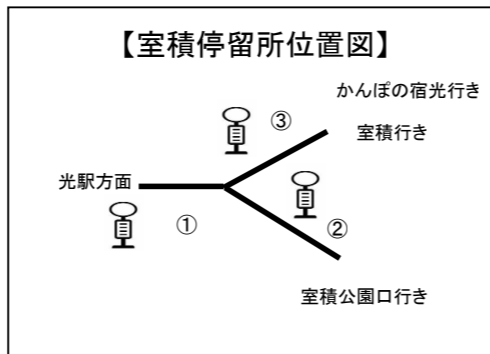 【室積停留所位置図】
かんぽの宿光行き
③
室積行き
光駅方面
①
②
室積公園口行き